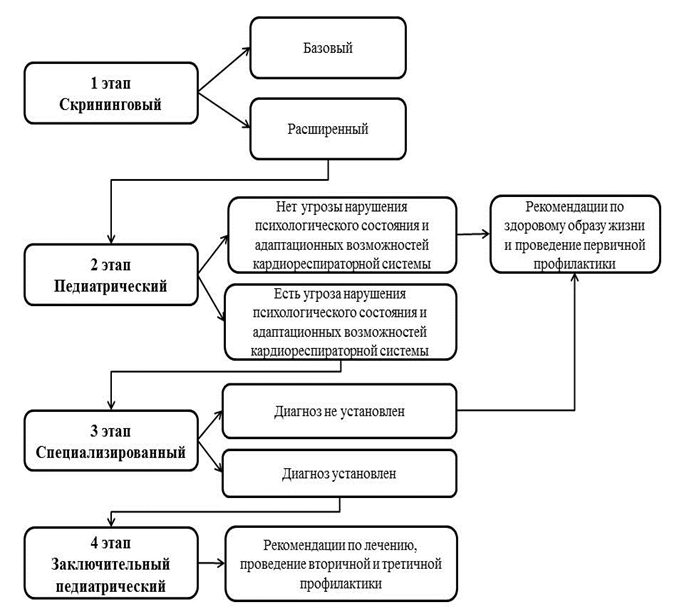 Базовый
1 этап
Скрининговый
Расширенный
Нет угрозы нарушения
психологического состояния и
адаптационных возможностей
кардиореспираторной системы
Рекомендации по
здоровому образу жизни
и проведение первичной
профилактики
2 этап
Педиатрический
Есть угроза нарушения
психологического состояния и
адаптационных возможностей
кардиореспираторной системы
Диагноз не установлен
3 этап
Специализированный
Диагноз установлен
4 этап
Заключительный
педиатрический
Рекомендации по лечению,
проведение вторичной и третичной
профилактики